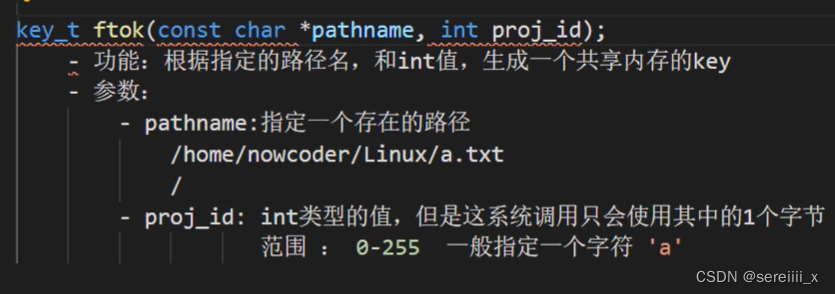 key_t ftok(const char *pathname, int proj_id);
- 功能：根据指定的路径名，和int值，生成一个共享内存的key
- 参数：
- pathname:指定一个存在的路径
/home/nowcoder/Linux/a.txt
/
- proj_id: int类型的值，但是这系统调用只会使用其中的1个字节
范围 ： 0-255 一般指定一个字符 'a'
CSDN @sereiiii_x